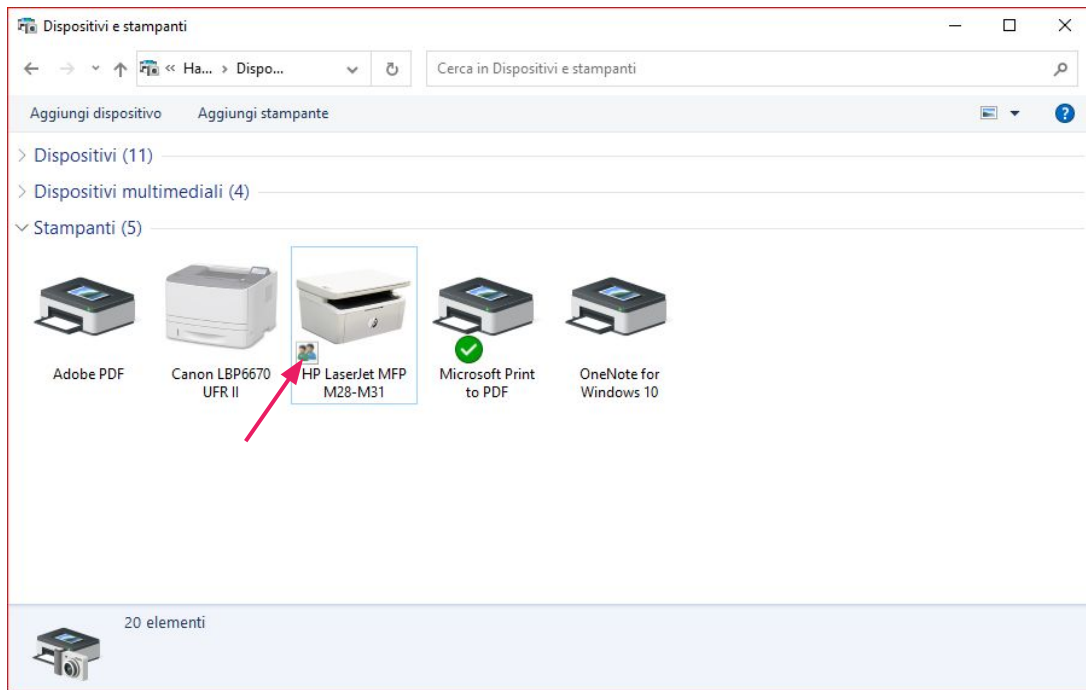 Dispositivi e stampanti
Ha... Dispo...
Cerca in Dispositivi e stampanti
Aggiungi dispositivo Aggiungi stampante
Dispositivi (11)
Dispositivi multimediali (4)
Stampanti (5)
Adobe PDF
Canon LBP6670
UFR II
HP LaserJet MFP
M28-M31
Microsoft Print
to PDF
OneNote for
Windows 10
20 elementi